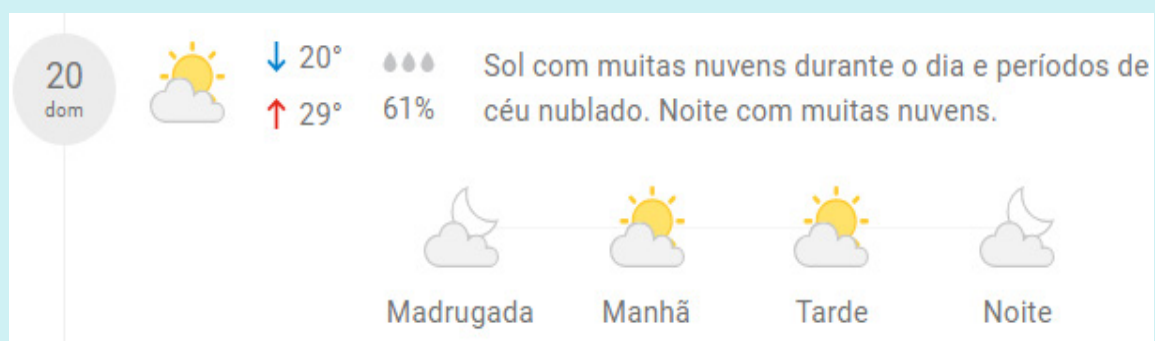 20
dom
↓ 20°
↑ 29°
61%
Sol com muitas nuvens durante o dia e períodos de
céu nublado. Noite com muitas nuvens.
Madrugada Manhã Tarde Noite